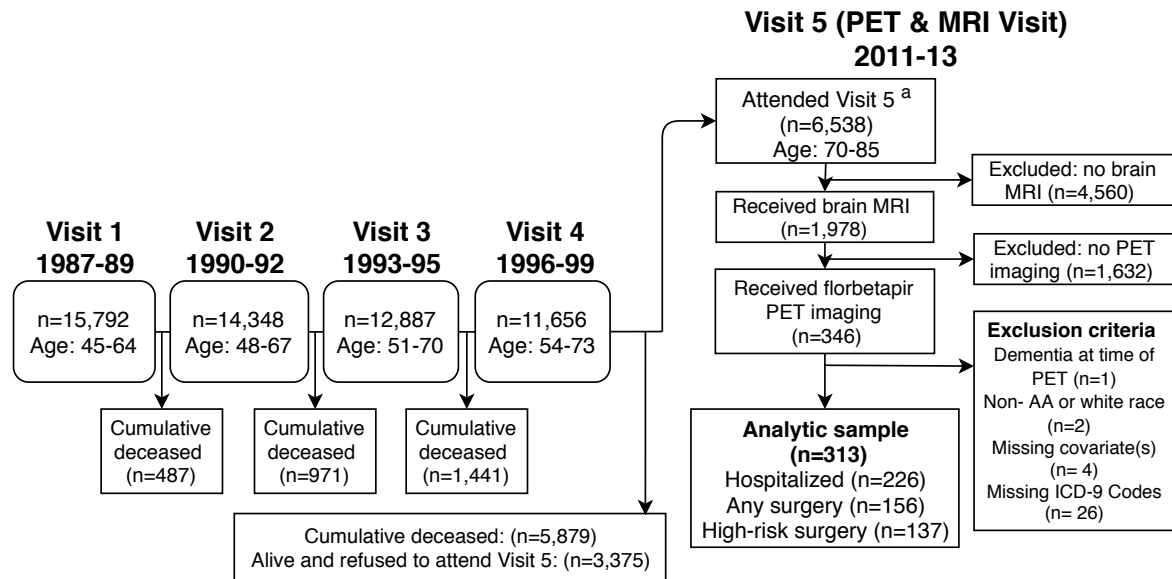 Visit 5 (PET & MRI Visit)
2011-13
Attended Visit 5 a
(n=6,538)
Age: 70-85
Excluded: no brain
MRI (n=4,560)
Received brain MRI
(n=1,978)
Excluded: no PET
imaging (n=1,632)
Visit 1
1987-89
n=15,792
Age: 45-64
Visit 2
1990-92
n=14,348
Age: 48-67
Visit 3
1993-95
n=12,887
Age: 51-70
Visit 4
1996-99
n=11,656
Age: 54-73
Received florbetapir
PET imaging
(n=346)
Exclusion criteria
Dementia at time of
PET (n=1)
Non- AA or white race
(n=2)
Missing covariate(s)
(n= 4)
Missing ICD-9 Codes
(n= 26)
Cumulative
deceased
(n=487)
Cumulative
deceased
(n=971)
Cumulative
deceased
(n=1,441)
Analytic sample
(n=313)
Hospitalized (n=226)
Any surgery (n=156)
High-risk surgery (n=137)
Cumulative deceased: (n=5,879)
Alive and refused to attend Visit 5: (n=3,375)